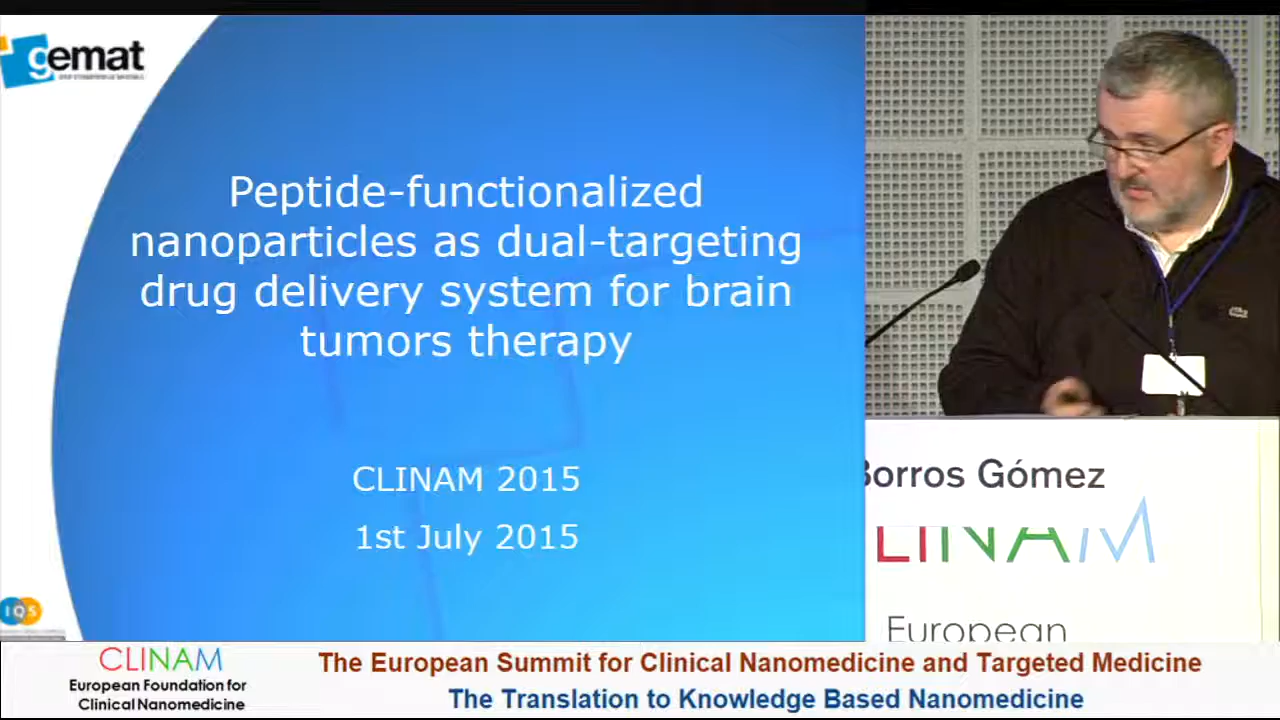 gemat
Peptide-functionalized
nanoparticles as dual-targeting
drug delivery system for brain
tumors therapy
CLINAM 2015
1st July 2015
IQS
Borros Gómez
CLINAM
European
CLINAM
European Foundation for
Clinical Nanomedicine
The European Summit for Clinical Nanomedicine and Targeted Medicine
The Translation to Knowledge Based Nanomedicine